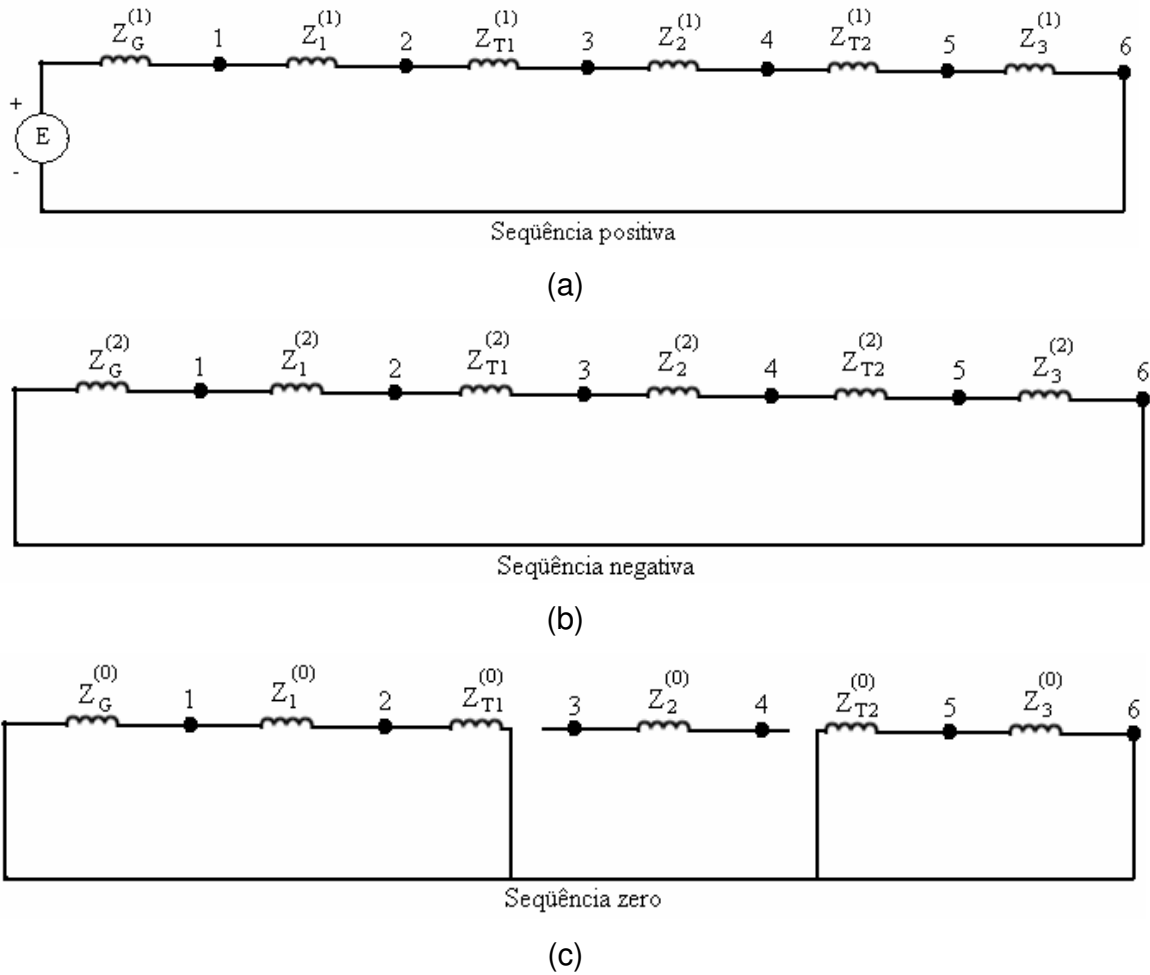 Z_G^(1) 1 Z_1^(1) 2 Z_T1^(1) 3 Z_2^(1) 4 Z_T2^(1) 5 Z_3^(1) 6
+
E
-
Seqüência positiva
(a)
Z_G^(2) 1 Z_1^(2) 2 Z_T1^(2) 3 Z_2^(2) 4 Z_T2^(2) 5 Z_3^(2) 6
Seqüência negativa
(b)
Z_G^(0) 1 Z_1^(0) 2 Z_T1^(0) 3 Z_2^(0) 4 Z_T2^(0) 5 Z_3^(0) 6
Seqüência zero
(c)